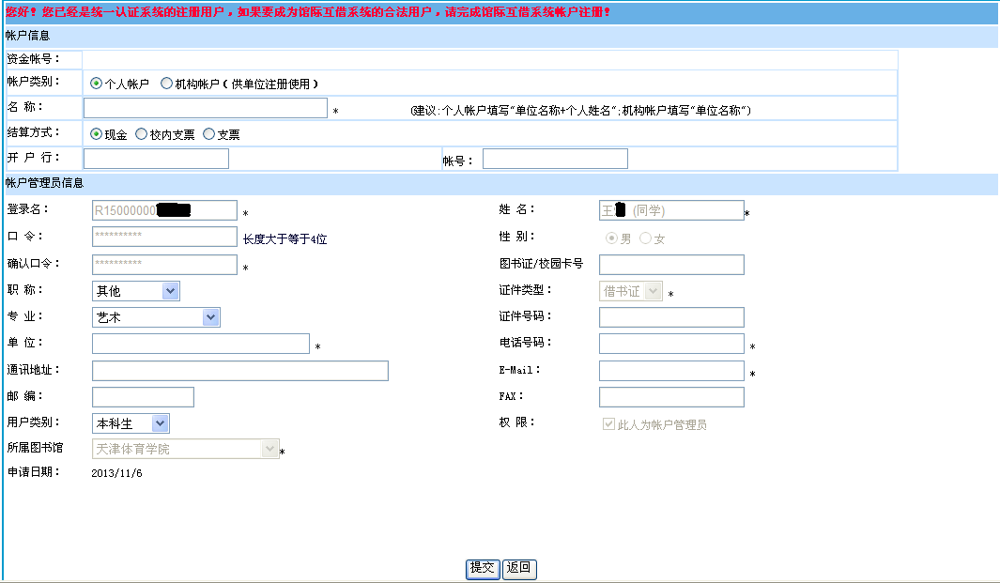 您好！您已经是统一认证系统的注册用户，如果要成为馆际互借系统的合法用户，请完成馆际互借系统帐户注册！
帐户信息
资金帐号：
帐户类别： 个人帐户 机构帐户（供单位注册使用）
名 称： * (建议:个人帐户填写"单位名称+个人姓名";机构帐户填写"单位名称")
结算方式： 现金 校内支票 支票
开 户 行： 帐号：
帐户管理员信息
登录名： R15000000 * 姓 名： 王 (同学) *
口 令： ********** 长度大于等于4位 性 别： 男 女
确认口令： ********** * 图书证/校园卡号
职 称： 其他 证件类型： 借书证 *
专 业： 艺术 证件号码：
单 位： * 电话号码： *
通讯地址： E-Mail： *
邮 编： FAX：
用户类别： 本科生 权 限： 此人为帐户管理员
所属图书馆 天津体育学院 *
申请日期： 2013/11/6
提交 返回